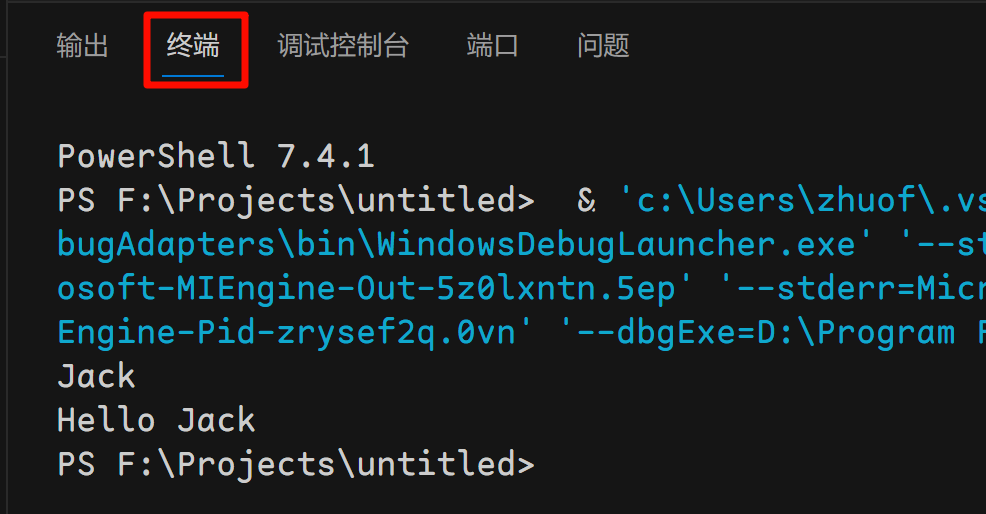 输出 终端 调试控制台 端口 问题
PowerShell 7.4.1
PS F:\Projects\untitled>  & 'c:\Users\zhuof\.vs
bugAdapters\bin\WindowsDebugLauncher.exe' '--st
osoft-MIEngine-Out-5z0lxntn.5ep' '--stderr=Micr
Engine-Pid-zrysef2q.0vn' '--dbgExe=D:\Program F
Jack
Hello Jack
PS F:\Projects\untitled>